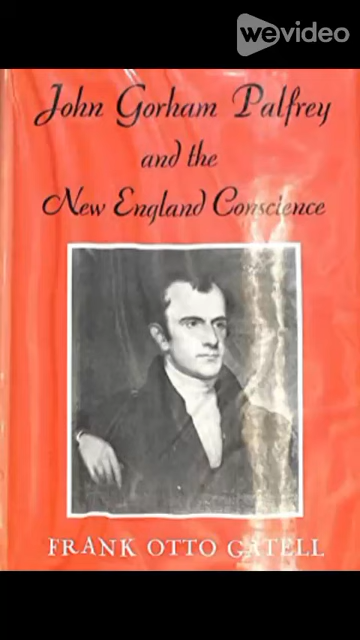 wevideo
John Gorham Palfrey
and the
New England Conscience
FRANK OTTO GATELL